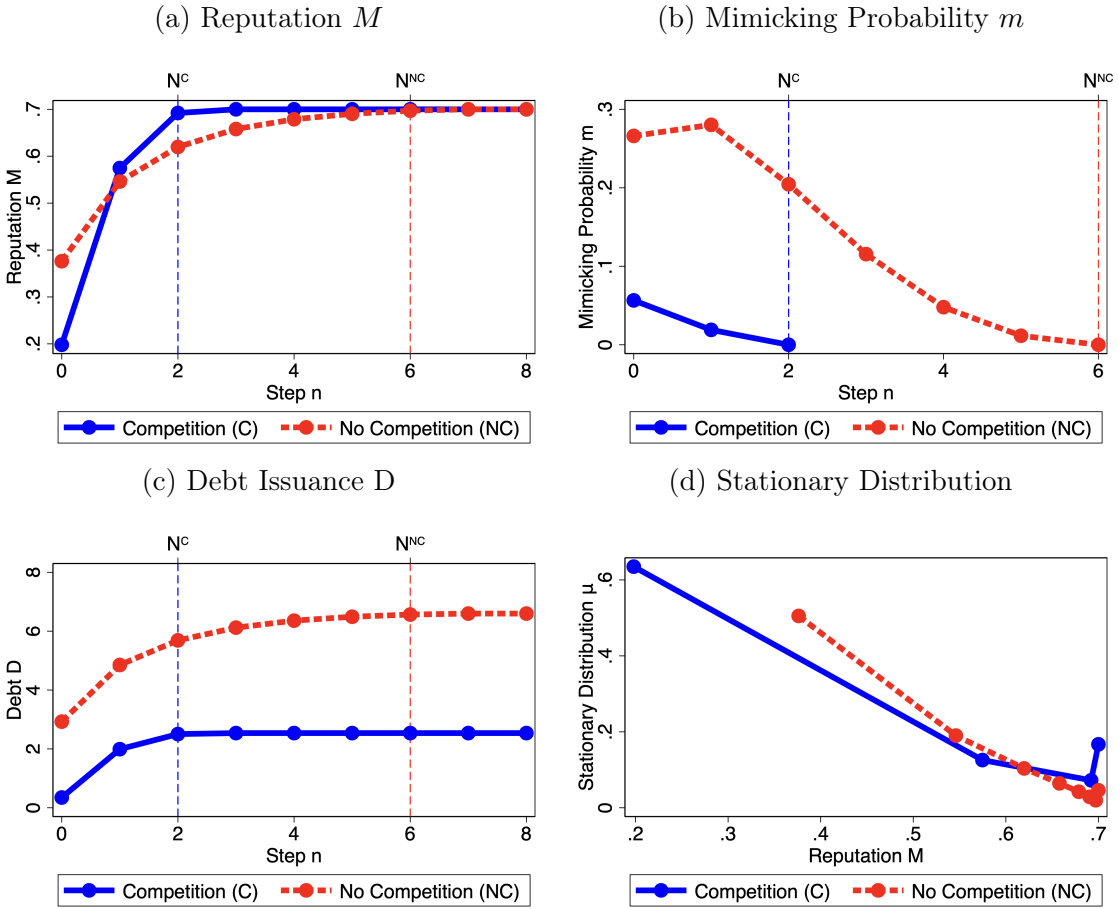 (a) Reputation M
(b) Mimicking Probability m
N^C
N^NC
Reputation M
.2 .3 .4 .5 .6 .7
0 2 4 6 8
Step n
Competition (C) No Competition (NC)
N^C
N^NC
Mimicking Probability m
0 .1 .2 .3
0 2 4 6
Step n
Competition (C) No Competition (NC)
(c) Debt Issuance D
(d) Stationary Distribution
N^C
N^NC
Debt D
0 2 4 6 8
0 2 4 6 8
Step n
Competition (C) No Competition (NC)
Stationary Distribution μ
0 .2 .4 .6
.2 .3 .4 .5 .6 .7
Reputation M
Competition (C) No Competition (NC)